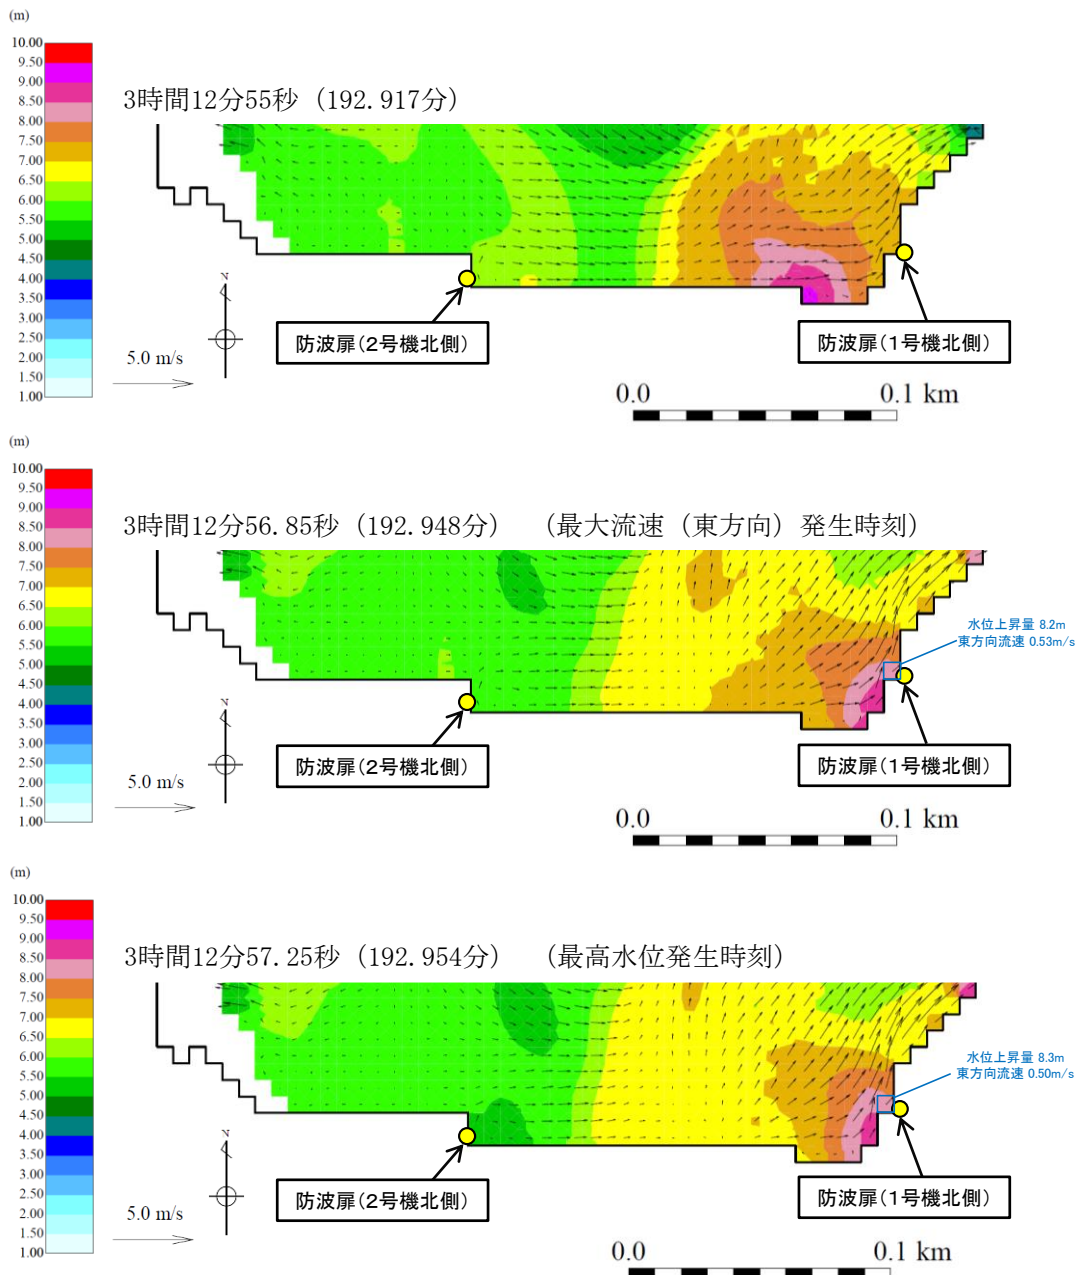 (m)
10.00
9.50
9.00
8.50
8.00
7.50
7.00
6.50
6.00
5.50
5.00
4.50
4.00
3.50
3.00
2.50
2.00
1.50
1.00
3時間12分55秒（192.917分）
N
5.0 m/s
防波扉（2号機北側）
防波扉（1号機北側）
0.0 0.1 km
(m)
10.00
9.50
9.00
8.50
8.00
7.50
7.00
6.50
6.00
5.50
5.00
4.50
4.00
3.50
3.00
2.50
2.00
1.50
1.00
3時間12分56.85秒（192.948分） （最大流速（東方向）発生時刻）
水位上昇量 8.2m
東方向流速 0.53m/s
N
5.0 m/s
防波扉（2号機北側）
防波扉（1号機北側）
0.0 0.1 km
(m)
10.00
9.50
9.00
8.50
8.00
7.50
7.00
6.50
6.00
5.50
5.00
4.50
4.00
3.50
3.00
2.50
2.00
1.50
1.00
3時間12分57.25秒（192.954分） （最高水位発生時刻）
水位上昇量 8.3m
東方向流速 0.50m/s
N
5.0 m/s
防波扉（2号機北側）
防波扉（1号機北側）
0.0 0.1 km